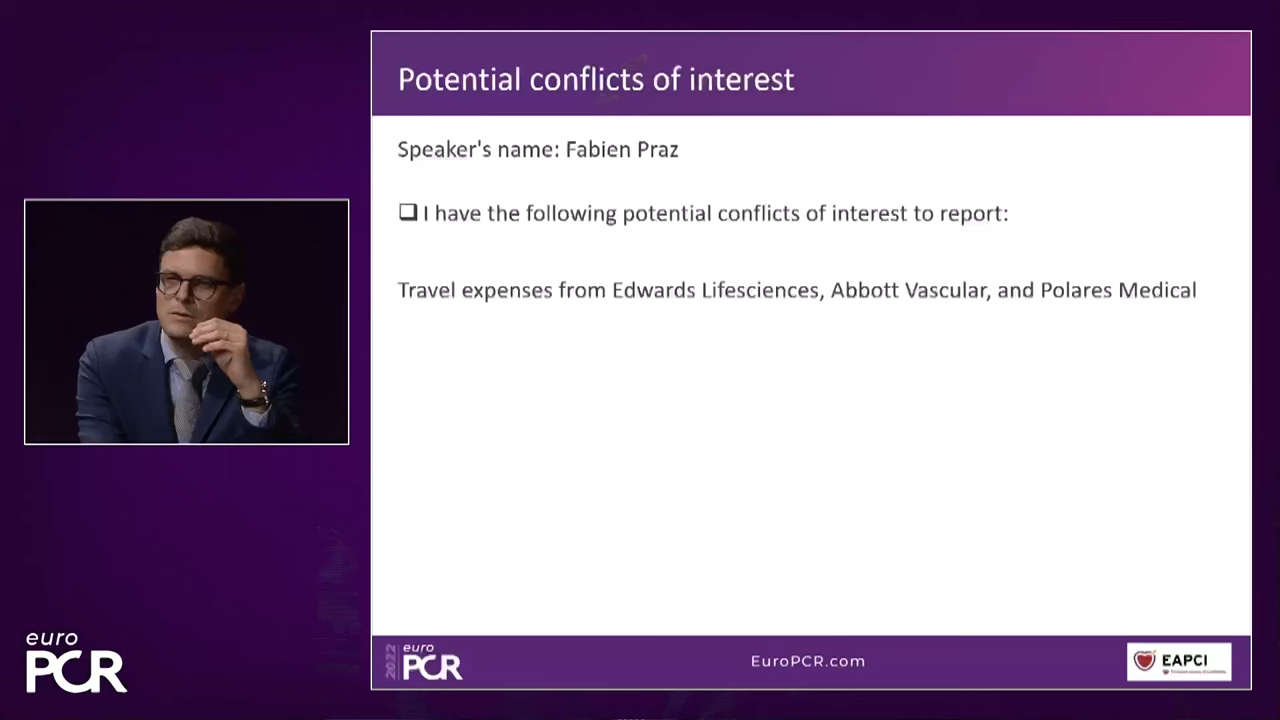 Potential conflicts of interest
Speaker's name: Fabien Praz
❑ I have the following potential conflicts of interest to report:
Travel expenses from Edwards Lifesciences, Abbott Vascular, and Polares Medical
euro
PCR
2022
euro
PCR
EuroPCR.com
EAPCI